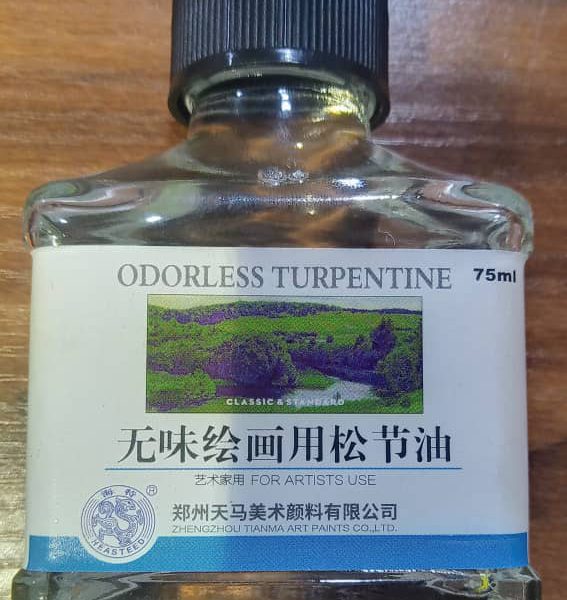 ODORLESS TURPENTINE 75ml
CLASSIC & STANDARD
无味绘画用松节油
艺术家用 FOR ARTISTS USE
HEASTEED
®
郑州天马美术颜料有限公司
ZHENGZHOU TIANMA ART PAINTS CO.,LTD.